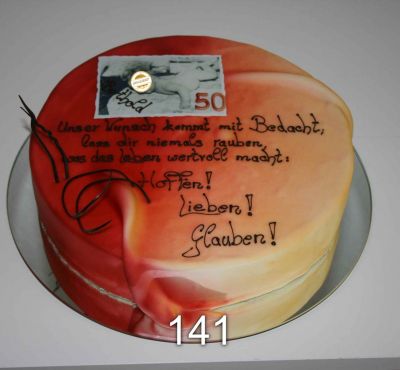 50
Unser Wunsch kommt mit Bedacht,
lass dir niemals rauben,
was das leben wertvoll macht:
Hoffen!
Lieben!
Glauben!
141